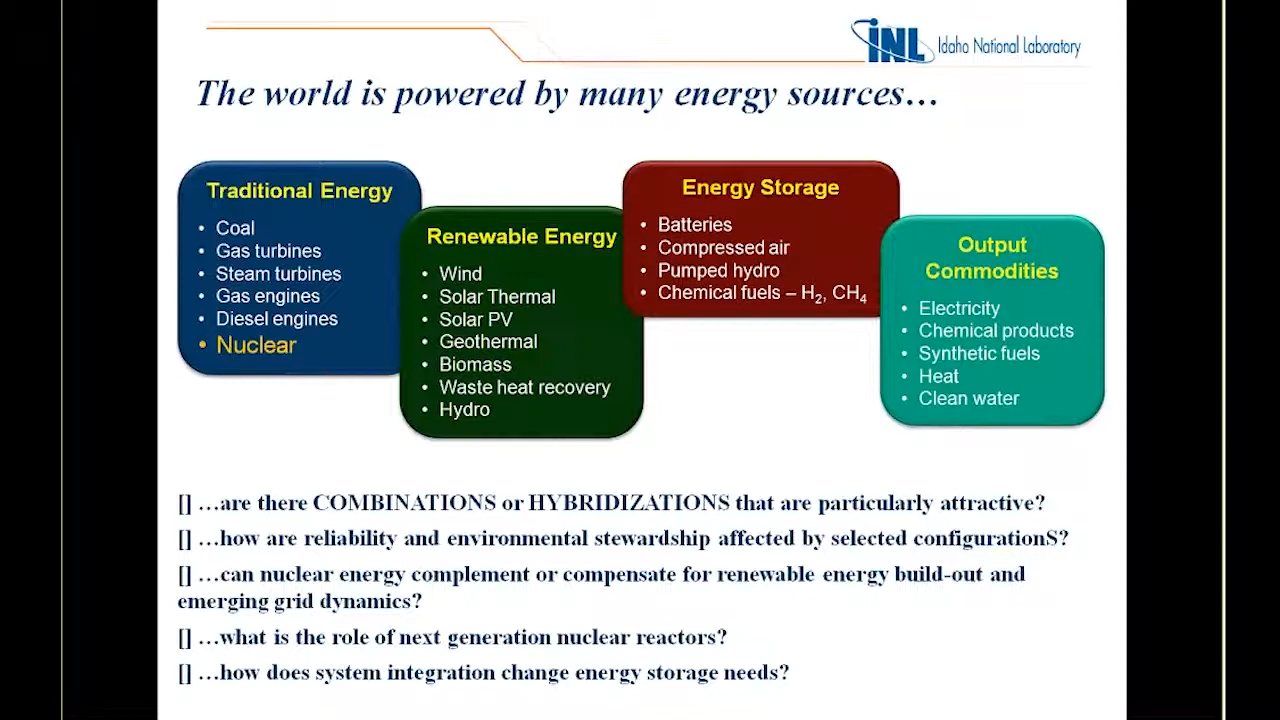 INL Idaho National Laboratory
The world is powered by many energy sources…
Traditional Energy
• Coal
• Gas turbines
• Steam turbines
• Gas engines
• Diesel engines
• Nuclear
Renewable Energy
• Wind
• Solar Thermal
• Solar PV
• Geothermal
• Biomass
• Waste heat recovery
• Hydro
Energy Storage
• Batteries
• Compressed air
• Pumped hydro
• Chemical fuels – H₂, CH₄
Output
Commodities
• Electricity
• Chemical products
• Synthetic fuels
• Heat
• Clean water
[] …are there COMBINATIONS or HYBRIDIZATIONS that are particularly attractive?
[] …how are reliability and environmental stewardship affected by selected configurationS?
[] …can nuclear energy complement or compensate for renewable energy build-out and
emerging grid dynamics?
[] …what is the role of next generation nuclear reactors?
[] …how does system integration change energy storage needs?